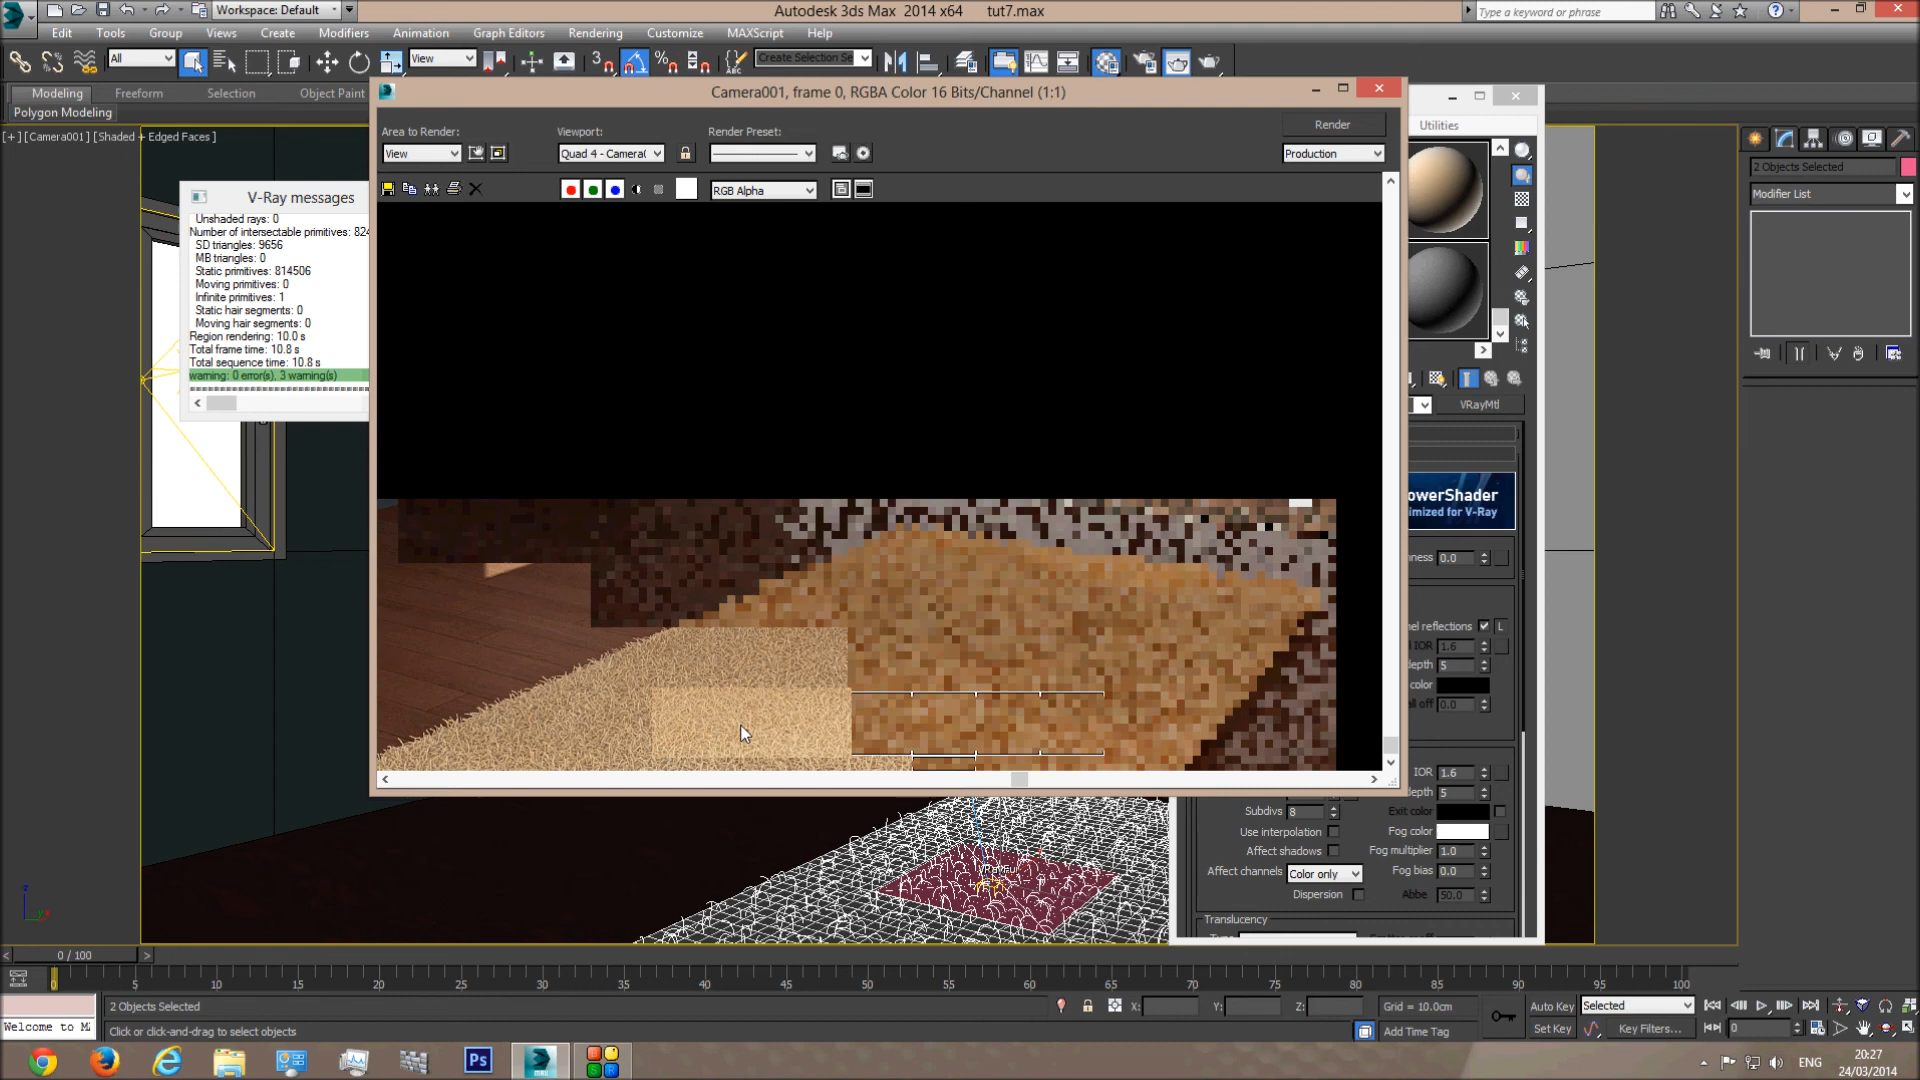 Workspace: Default
Autodesk 3ds Max 2014 x64 tut7.max
Type a keyword or phrase
Edit Tools Group Views Create Modifiers Animation Graph Editors Rendering Customize MAXScript Help
All
View
Create Selection Se
Modeling Freeform Selection Object Paint
Polygon Modeling
[+][Camera001][Shaded + Edged Faces]
Camera001, frame 0, RGBA Color 16 Bits/Channel (1:1)
Area to Render:
View
Viewport:
Quad 4 - Camera(
Render Preset:
Render
Production
RGB Alpha
V-Ray messages
Unshaded rays: 0
Number of intersectable primitives: 824
SD triangles: 9656
MB triangles: 0
Static primitives: 814506
Moving primitives: 0
Infinite primitives: 1
Static hair segments: 0
Moving hair segments: 0
Region rendering: 10.0 s
Total frame time: 10.8 s
Total sequence time: 10.8 s
warning: 0 error(s), 3 warning(s)
Utilities
2 Objects Selected
Modifier List
VRayMtl
owerShader
imized for V-Ray
ness 0.0
nel reflections L
IOR 1.6
depth 5
color
off 0.0
IOR 1.6
depth 5
Subdivs 8
Exit color
Use interpolation
Fog color
Affect shadows
Fog multiplier 1.0
Affect channels Color only
Fog bias 0.0
Dispersion
Abbe 50.0
Translucency
0 / 100
0 5 10 15 20 25 30 35 40 45 50 55 60 65 70 75 80 85 90 95 100
2 Objects Selected
X: Y: Z:
Grid = 10.0cm
Auto Key Selected
Welcome to M
Click or click-and-drag to select objects
Add Time Tag
Set Key Key Filters...
0
Ps
ENG
20:27
24/03/2014